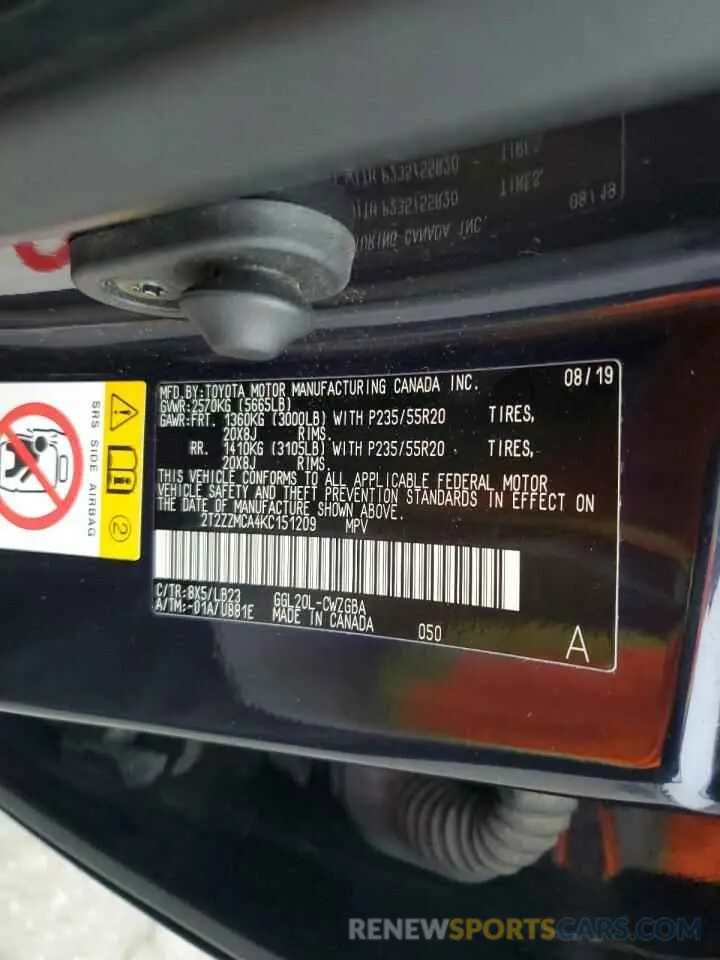 MFD.BY:TOYOTA MOTOR MANUFACTURING CANADA INC. 08/19
GVWR:2570KG (5665LB)
GAWR:FRT. 1360KG (3000LB) WITH P235/55R20 TIRES,
20X8J RIMS.
RR. 1410KG (3105LB) WITH P235/55R20 TIRES,
20X8J RIMS.
THIS VEHICLE CONFORMS TO ALL APPLICABLE FEDERAL MOTOR
VEHICLE SAFETY AND THEFT PREVENTION STANDARDS IN EFFECT ON
THE DATE OF MANUFACTURE SHOWN ABOVE.
2T2ZZMCA4KC151209 MPV
C/TR:8X5/LB23 GGL20L-CWZGBA
A/TM:-01A/U881E MADE IN CANADA 050
A
SRS SIDE AIRBAG
2
RENEWSPORTSCARS.COM